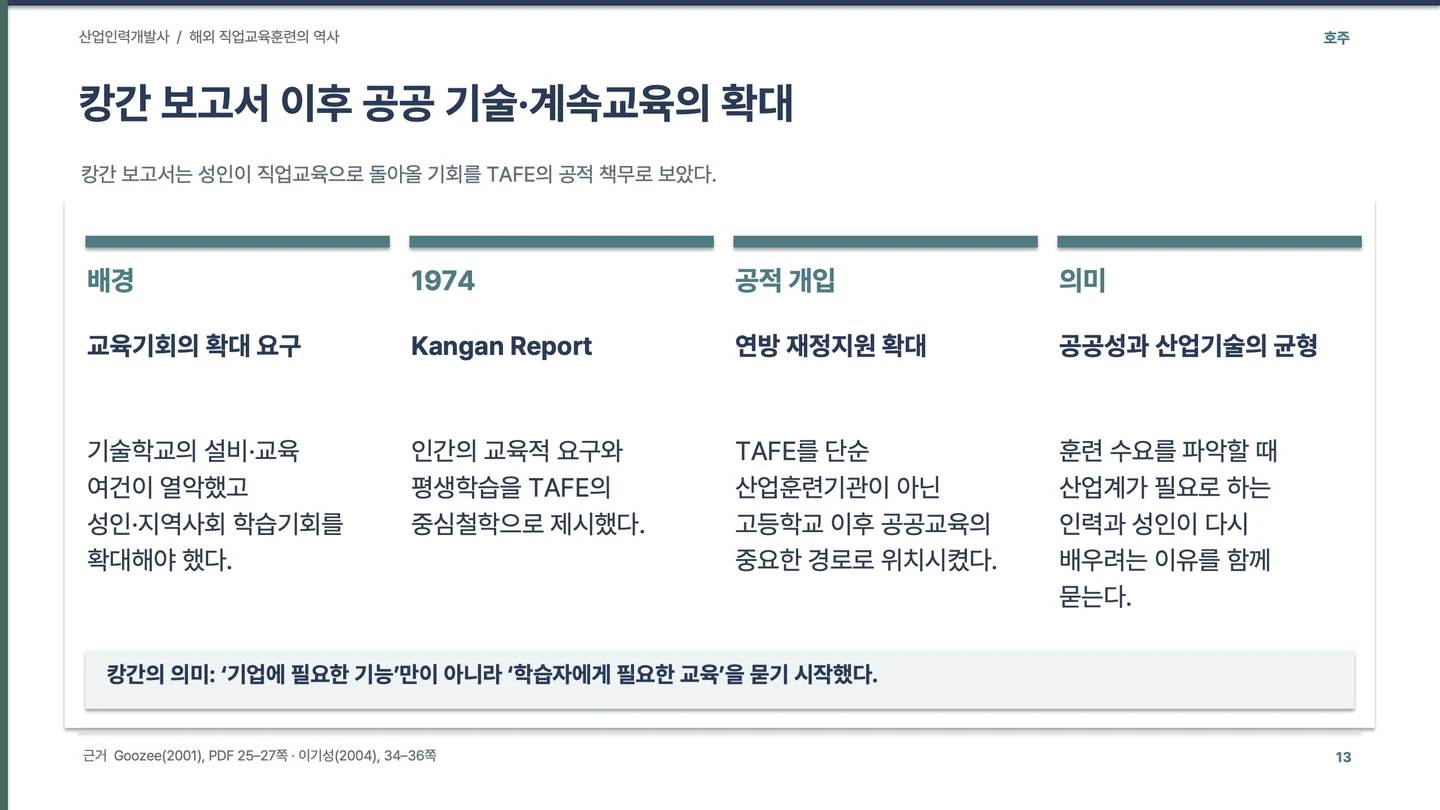 산업인력개발사 / 해외 직업교육훈련의 역사
호주
캉간 보고서 이후 공공 기술·계속교육의 확대
캉간 보고서는 성인이 직업교육으로 돌아올 기회를 TAFE의 공적 책무로 보았다.
배경
교육기회의 확대 요구
기술학교의 설비·교육
여건이 열악했고
성인·지역사회 학습기회를
확대해야 했다.
1974
Kangan Report
인간의 교육적 요구와
평생학습을 TAFE의
중심철학으로 제시했다.
공적 개입
연방 재정지원 확대
TAFE를 단순
산업훈련기관이 아닌
고등학교 이후 공공교육의
중요한 경로로 위치시켰다.
의미
공공성과 산업기술의 균형
훈련 수요를 파악할 때
산업계가 필요로 하는
인력과 성인이 다시
배우려는 이유를 함께
묻는다.
캉간의 의미: ‘기업에 필요한 기능’만이 아니라 ‘학습자에게 필요한 교육’을 묻기 시작했다.
근거 Goozee(2001), PDF 25–27쪽 · 이기성(2004), 34–36쪽
13